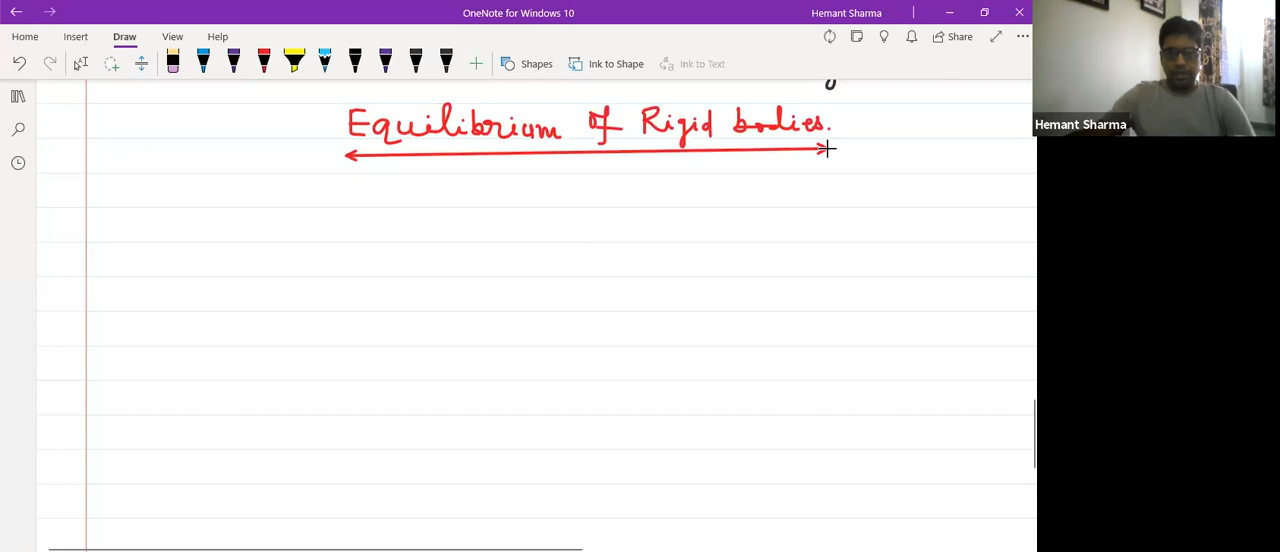 OneNote for Windows 10
Hemant Sharma
Home Insert Draw View Help
Share
Shapes Ink to Shape Ink to Text
Equilibrium of Rigid bodies.
Hemant Sharma